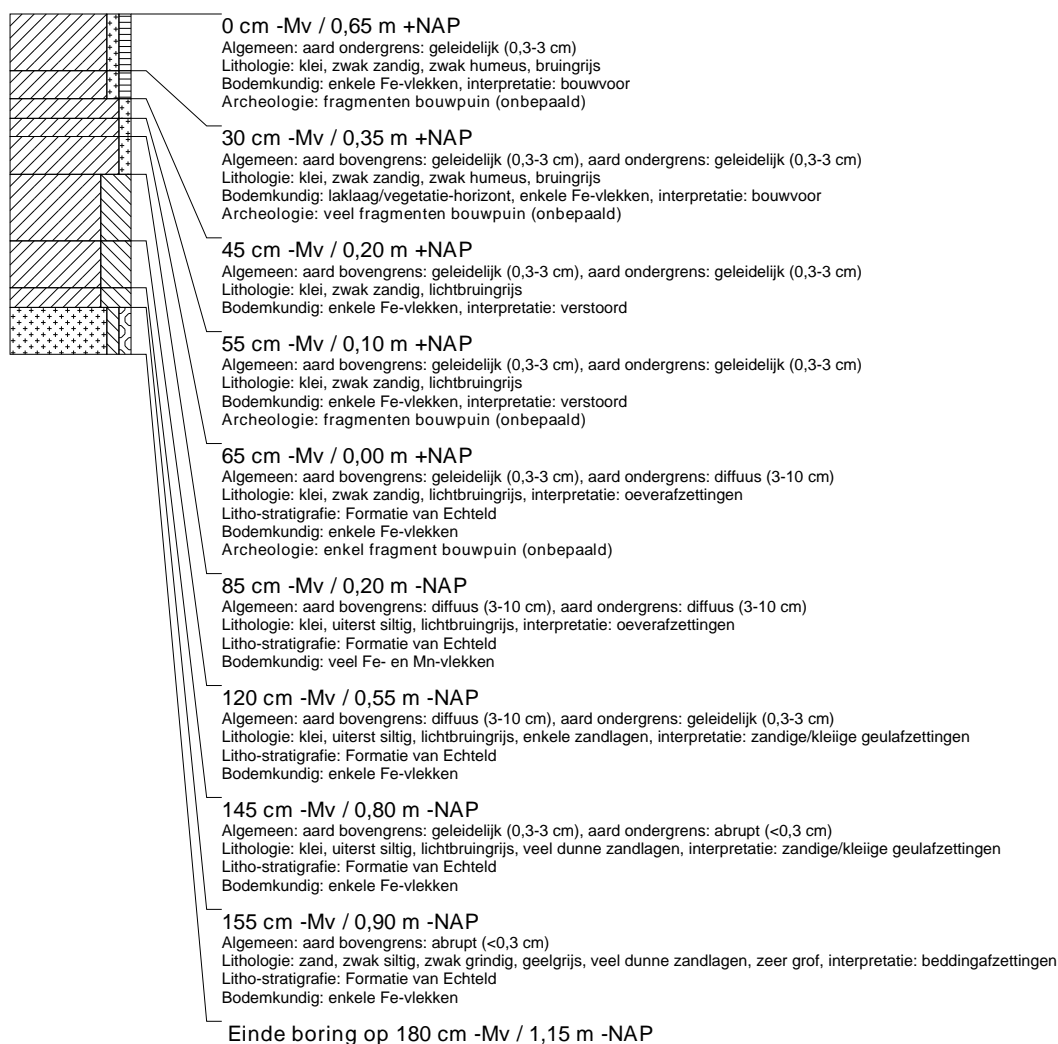 0 cm -Mv / 0,65 m +NAP
Algemeen: aard ondergrens: geleidelijk (0,3-3 cm)
Lithologie: klei, zwak zandig, zwak humeus, bruingrijs
Bodemkundig: enkele Fe-vlekken, interpretatie: bouwvoor
Archeologie: fragmenten bouwpuin (onbepaald)
30 cm -Mv / 0,35 m +NAP
Algemeen: aard bovengrens: geleidelijk (0,3-3 cm), aard ondergrens: geleidelijk (0,3-3 cm)
Lithologie: klei, zwak zandig, zwak humeus, bruingrijs
Bodemkundig: laklaag/vegetatie-horizont, enkele Fe-vlekken, interpretatie: bouwvoor
Archeologie: veel fragmenten bouwpuin (onbepaald)
45 cm -Mv / 0,20 m +NAP
Algemeen: aard bovengrens: geleidelijk (0,3-3 cm), aard ondergrens: geleidelijk (0,3-3 cm)
Lithologie: klei, zwak zandig, lichtbruingrijs
Bodemkundig: enkele Fe-vlekken, interpretatie: verstoord
55 cm -Mv / 0,10 m +NAP
Algemeen: aard bovengrens: geleidelijk (0,3-3 cm), aard ondergrens: geleidelijk (0,3-3 cm)
Lithologie: klei, zwak zandig, lichtbruingrijs
Bodemkundig: enkele Fe-vlekken, interpretatie: verstoord
Archeologie: fragmenten bouwpuin (onbepaald)
65 cm -Mv / 0,00 m +NAP
Algemeen: aard bovengrens: geleidelijk (0,3-3 cm), aard ondergrens: diffuus (3-10 cm)
Lithologie: klei, zwak zandig, lichtbruingrijs, interpretatie: oeverafzettingen
Litho-stratigrafie: Formatie van Echteld
Bodemkundig: enkele Fe-vlekken
Archeologie: enkel fragment bouwpuin (onbepaald)
85 cm -Mv / 0,20 m -NAP
Algemeen: aard bovengrens: diffuus (3-10 cm), aard ondergrens: diffuus (3-10 cm)
Lithologie: klei, uiterst siltig, lichtbruingrijs, interpretatie: oeverafzettingen
Litho-stratigrafie: Formatie van Echteld
Bodemkundig: veel Fe- en Mn-vlekken
120 cm -Mv / 0,55 m -NAP
Algemeen: aard bovengrens: diffuus (3-10 cm), aard ondergrens: geleidelijk (0,3-3 cm)
Lithologie: klei, uiterst siltig, lichtbruingrijs, enkele zandlagen, interpretatie: zandige/kleiige geulafzettingen
Litho-stratigrafie: Formatie van Echteld
Bodemkundig: enkele Fe-vlekken
145 cm -Mv / 0,80 m -NAP
Algemeen: aard bovengrens: geleidelijk (0,3-3 cm), aard ondergrens: abrupt (<0,3 cm)
Lithologie: klei, uiterst siltig, lichtbruingrijs, veel dunne zandlagen, interpretatie: zandige/kleiige geulafzettingen
Litho-stratigrafie: Formatie van Echteld
Bodemkundig: enkele Fe-vlekken
155 cm -Mv / 0,90 m -NAP
Algemeen: aard bovengrens: abrupt (<0,3 cm)
Lithologie: zand, zwak siltig, zwak grindig, geelgrijs, veel dunne zandlagen, zeer grof, interpretatie: beddingafzettingen
Litho-stratigrafie: Formatie van Echteld
Bodemkundig: enkele Fe-vlekken
Einde boring op 180 cm -Mv / 1,15 m -NAP